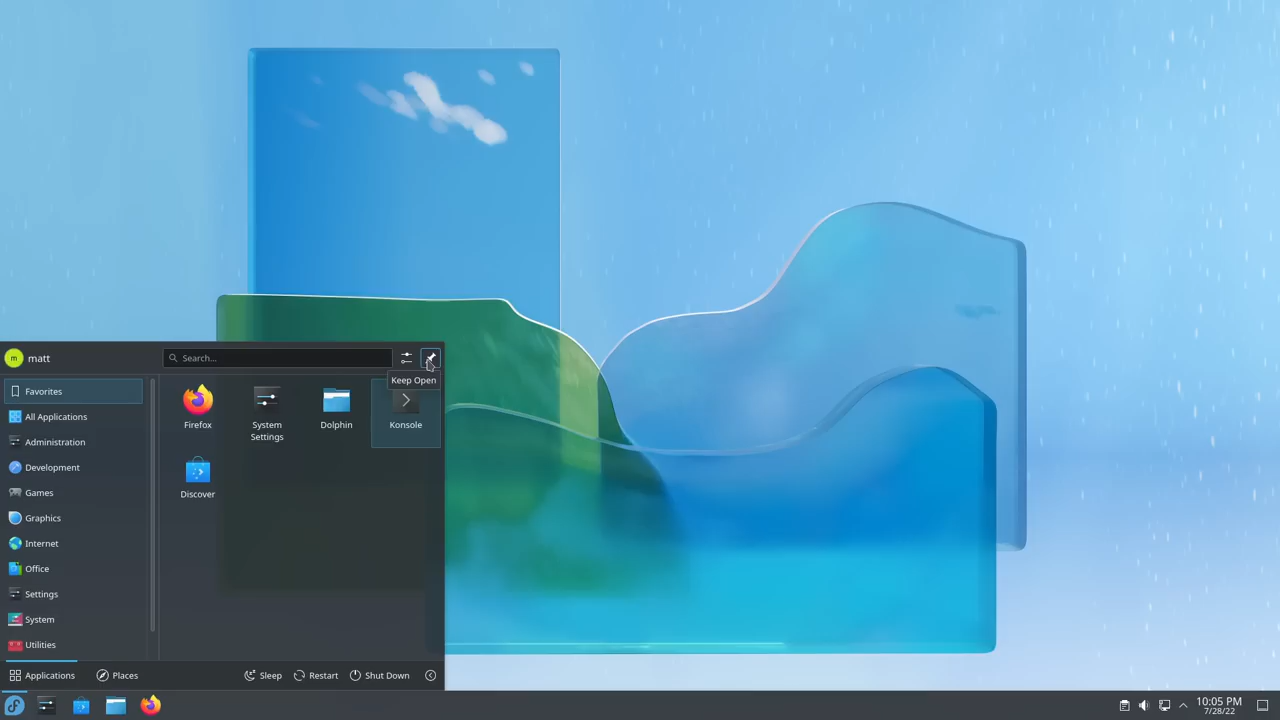 m
matt
Search...
Keep Open
Favorites
All Applications
Administration
Development
Games
Graphics
Internet
Office
Settings
System
Utilities
Firefox
System
Settings
Dolphin
Konsole
Discover
Applications
Places
Sleep
Restart
Shut Down
10:05 PM
7/28/22